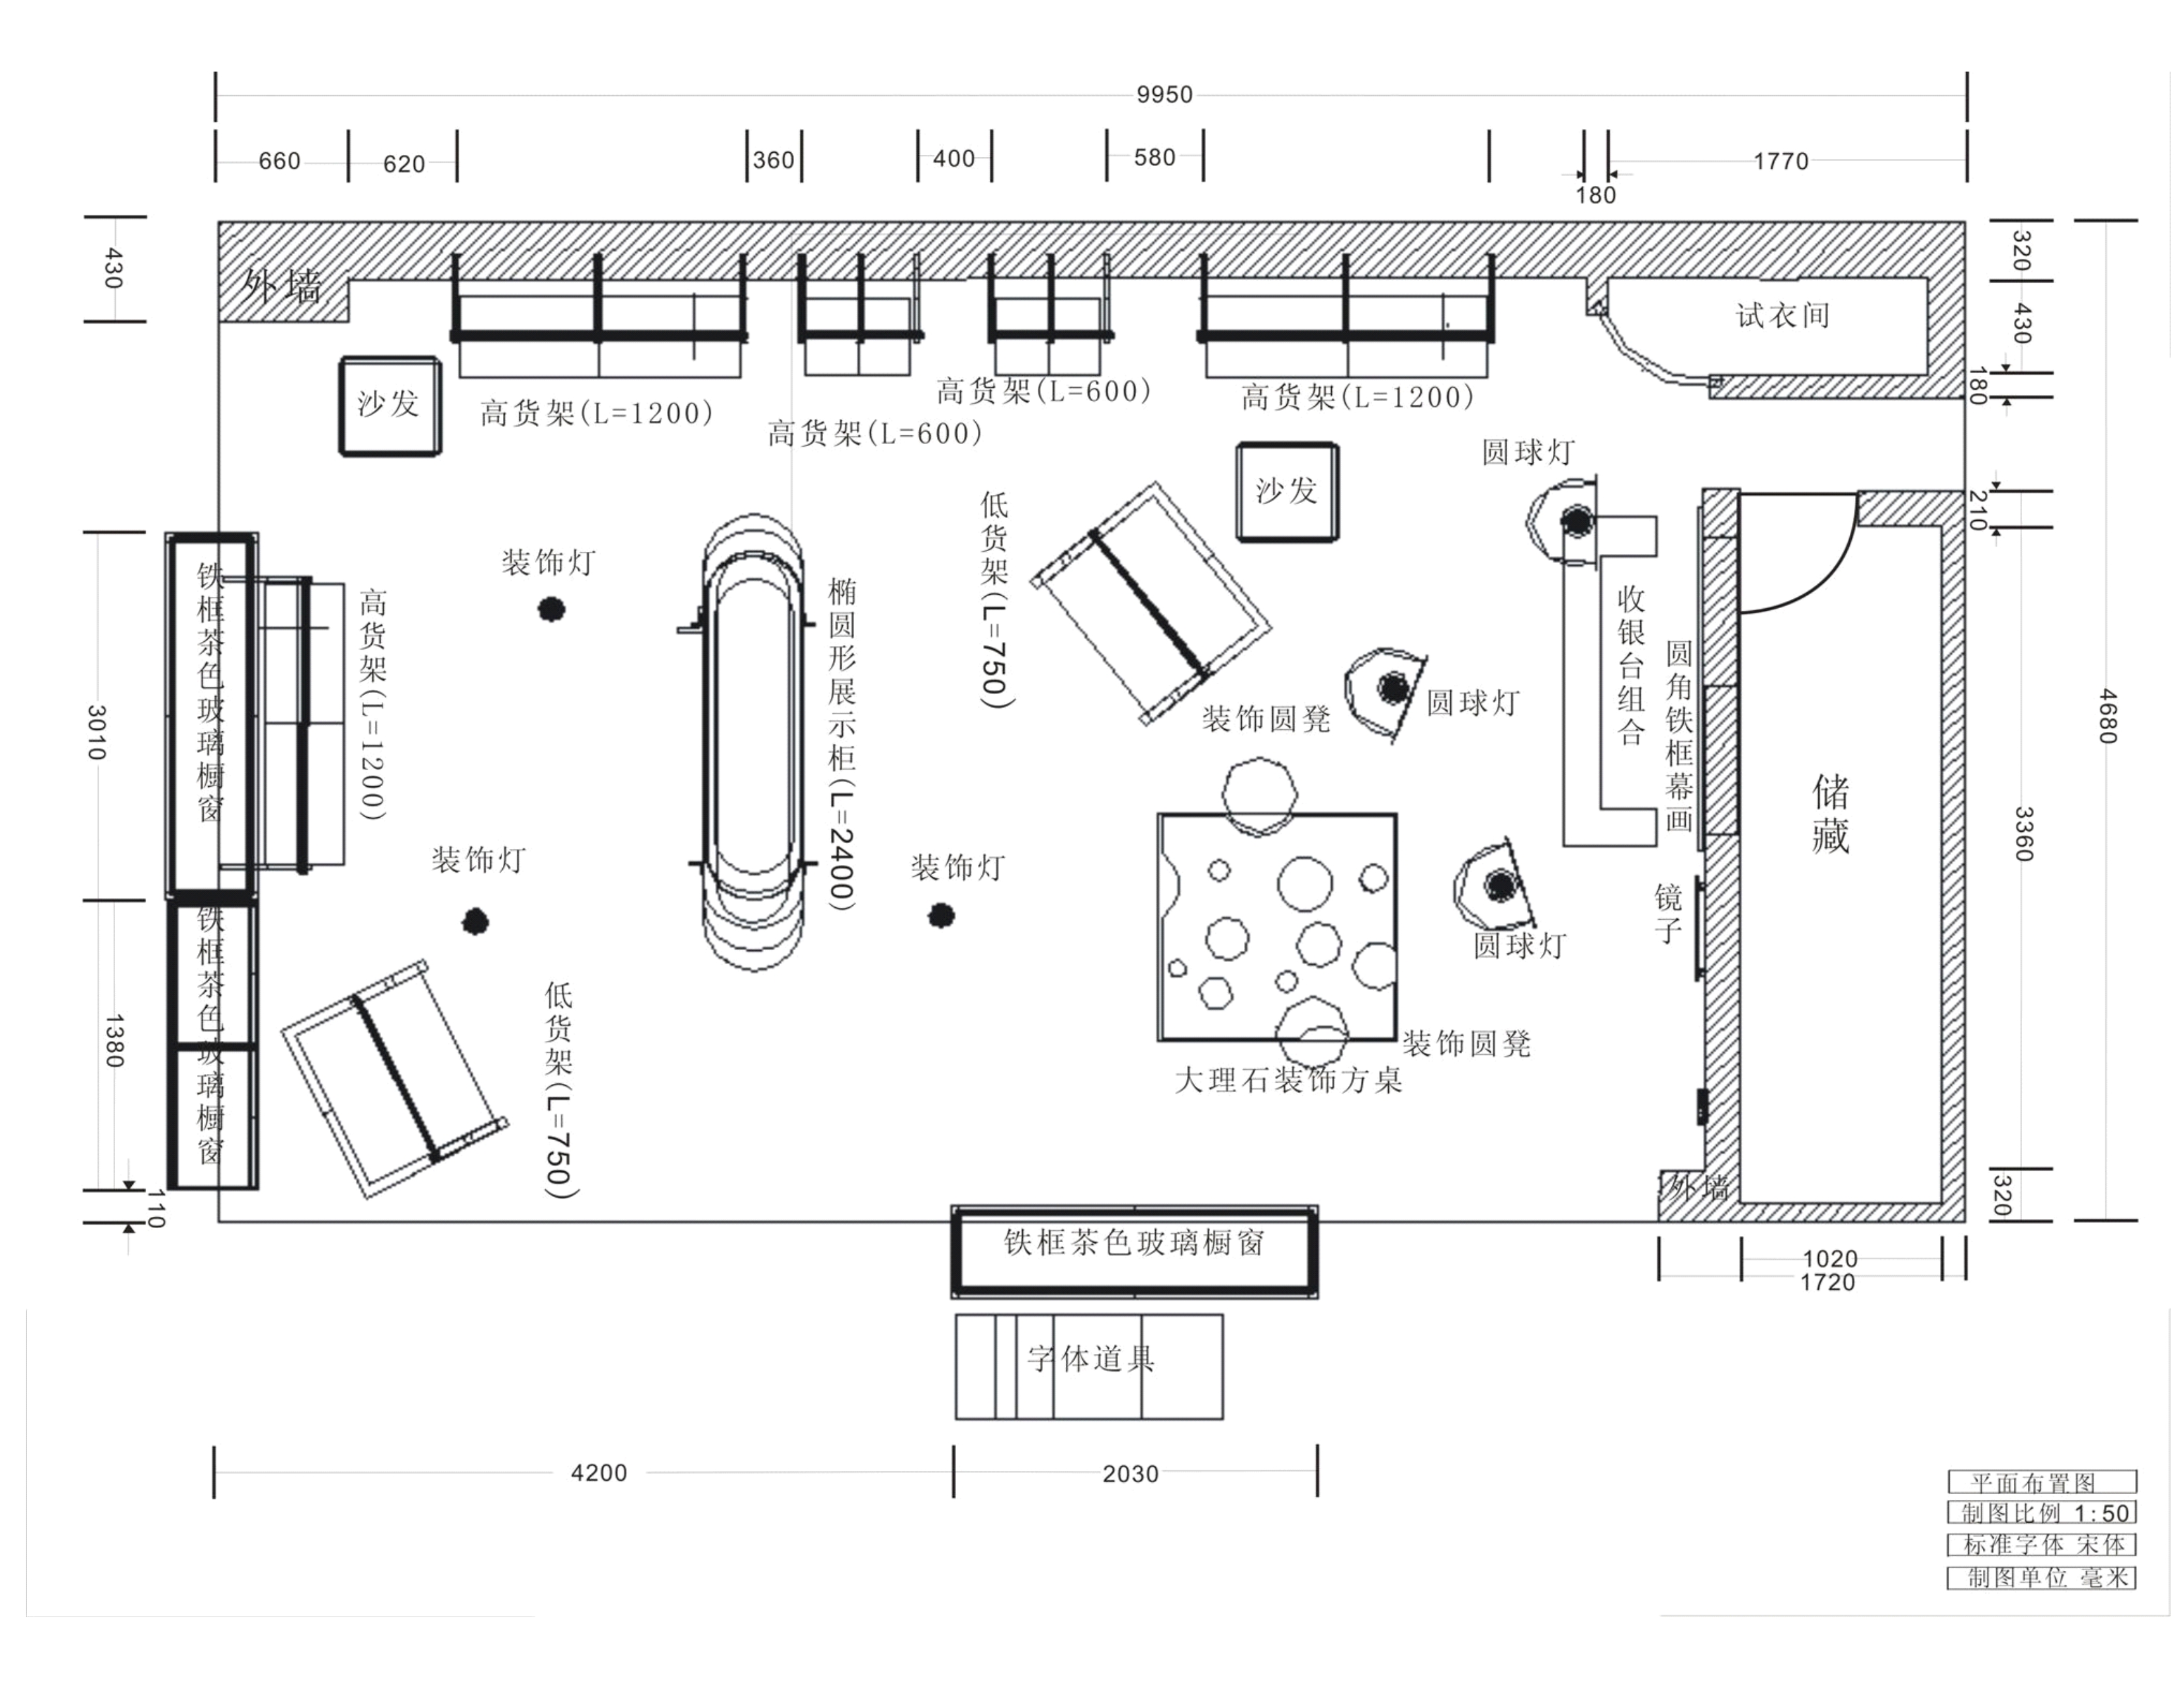 9950
660
620
360
400
580
180
1770
430
320
外墙
试衣间
430
沙发
高货架(L=1200)
高货架(L=600)
高货架(L=600)
高货架(L=1200)
180
圆球灯
沙发
低货架(L=750)
210
装饰灯
铁框茶色玻璃橱窗
高货架(L=1200)
椭圆形展示柜(L=2400)
收银台组合
圆角铁框幕画
装饰圆凳
圆球灯
3010
4680
储藏
3360
装饰灯
装饰灯
镜子
圆球灯
铁框茶色玻璃橱窗
低货架(L=750)
1380
装饰圆凳
大理石装饰方桌
110
外墙
320
铁框茶色玻璃橱窗
1020
1720
字体道具
4200
2030
平面布置图
制图比例 1:50
标准字体 宋体
制图单位 毫米